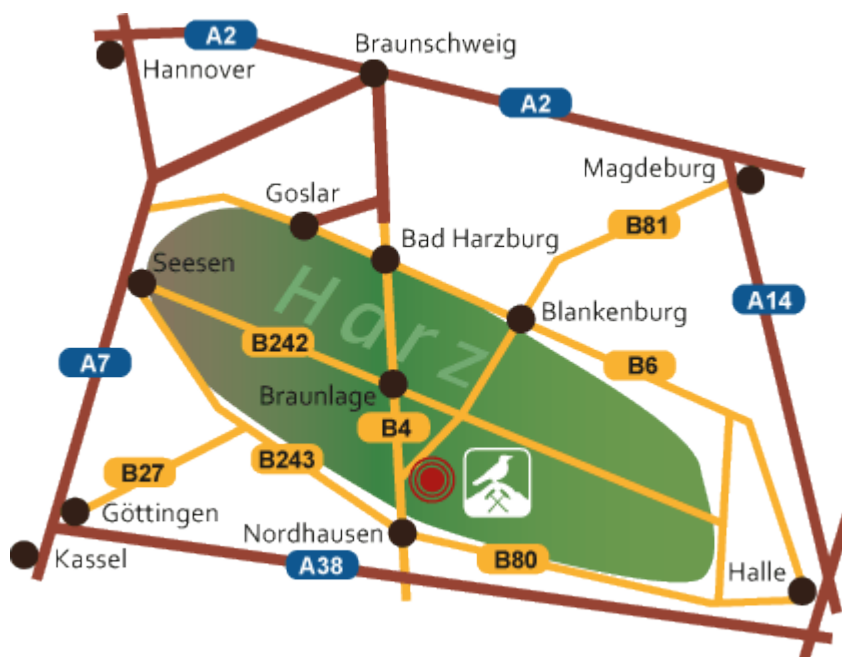 A2
Braunschweig
Hannover
A2
Magdeburg
Goslar
B81
Bad Harzburg
Seesen
Harz
A14
Blankenburg
B242
A7
B6
Braunlage
B4
B243
B27
Göttingen
Nordhausen
Kassel
B80
A38
Halle